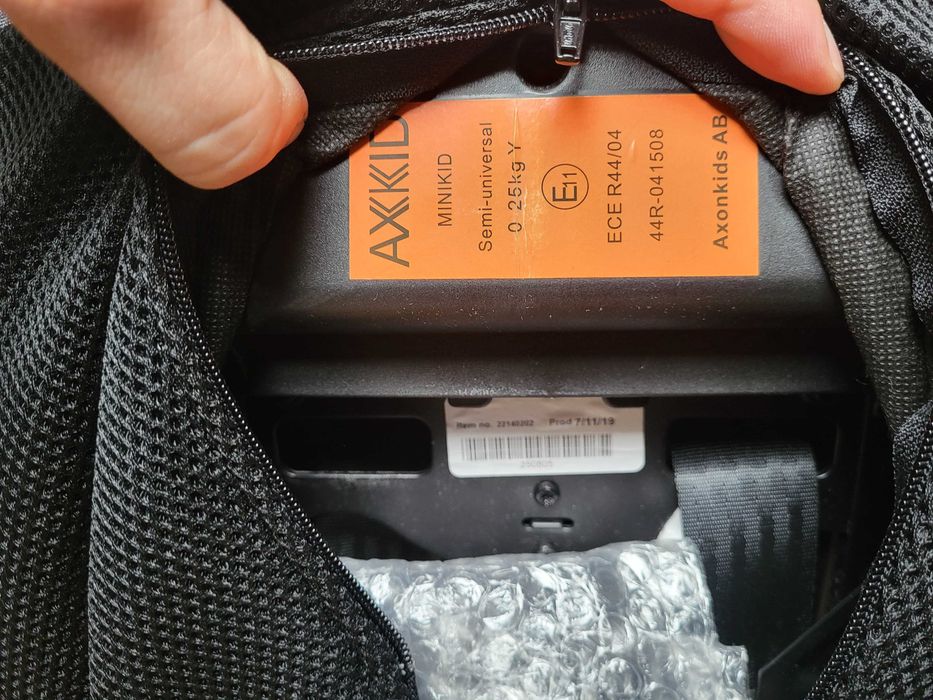 AXKID
MINIKID
Semi-universal
0-25kg Y
E11
ECE R44/04
44R-041508
Axonkids AB
Item no. 22140202 Prod 7/11/19